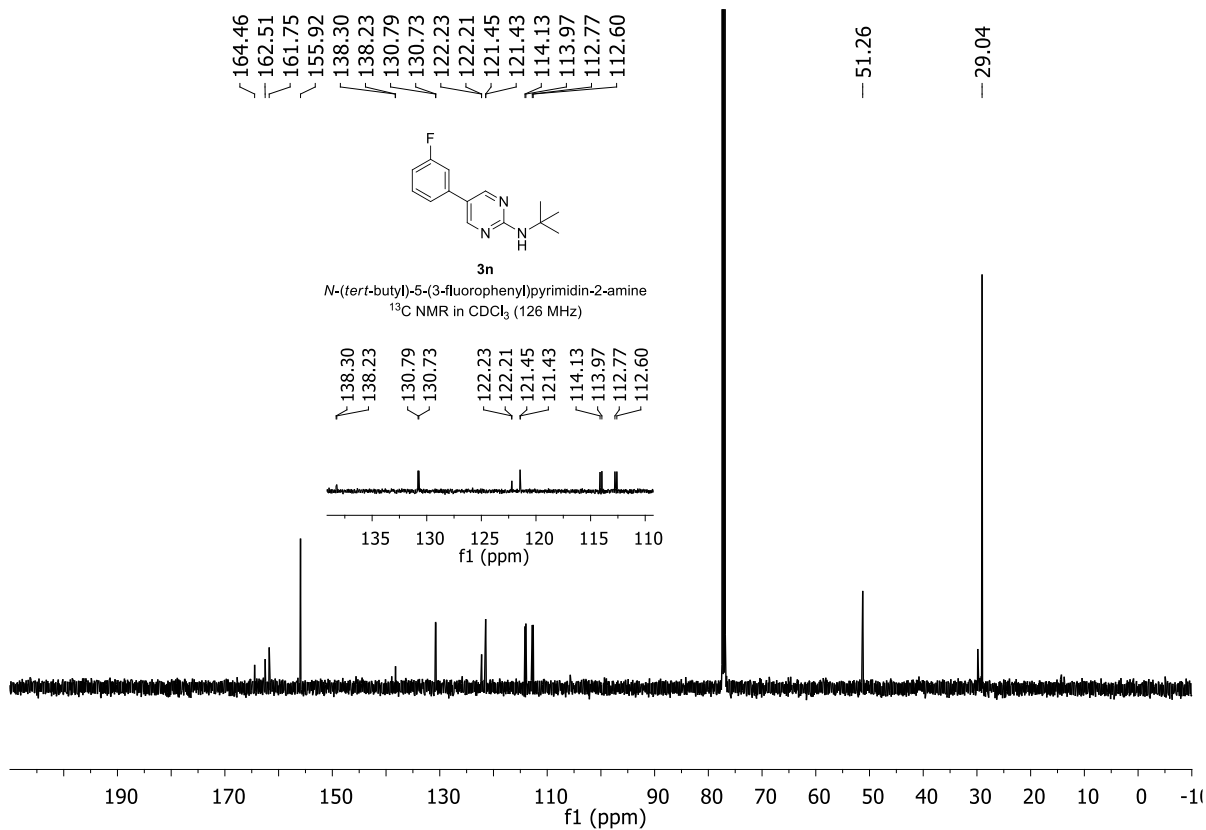 164.46
162.51
161.75
155.92
138.30
138.23
130.79
130.73
122.23
122.21
121.45
121.43
114.13
113.97
112.77
112.60
51.26
29.04
F
N
N
N
H
3n
N-(tert-butyl)-5-(3-fluorophenyl)pyrimidin-2-amine
¹³C NMR in CDCl₃ (126 MHz)
138.30
138.23
130.79
130.73
122.23
122.21
121.45
121.43
114.13
113.97
112.77
112.60
135 130 125 120 115 110
f1 (ppm)
190 170 150 130 110 90 80 70 60 50 40 30 20 10 0
f1 (ppm)